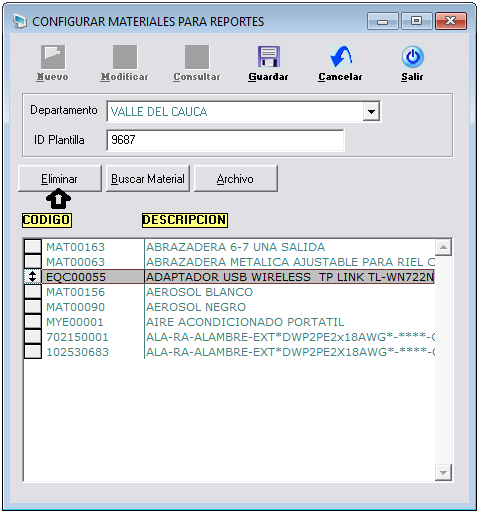 CONFIGURAR MATERIALES PARA REPORTES
Nuevo Modificar Consultar Guardar Cancelar Salir
Departamento VALLE DEL CAUCA
ID Plantilla 9687
Eliminar Buscar Material Archivo
CODIGO DESCRIPCION
MAT00163 ABRAZADERA 6-7 UNA SALIDA
MAT00063 ABRAZADERA METALICA AJUSTABLE PARA RIEL C
EQC00055 ADAPTADOR USB WIRELESS TP LINK TL-WN722N
MAT00156 AEROSOL BLANCO
MAT00090 AEROSOL NEGRO
MYE00001 AIRE ACONDICIONADO PORTATIL
702150001 ALA-RA-ALAMBRE-EXT*DWP2PE2x18AWG*-****-C
102530683 ALA-RA-ALAMBRE-EXT*DWP2PE2X18AWG*-****-C